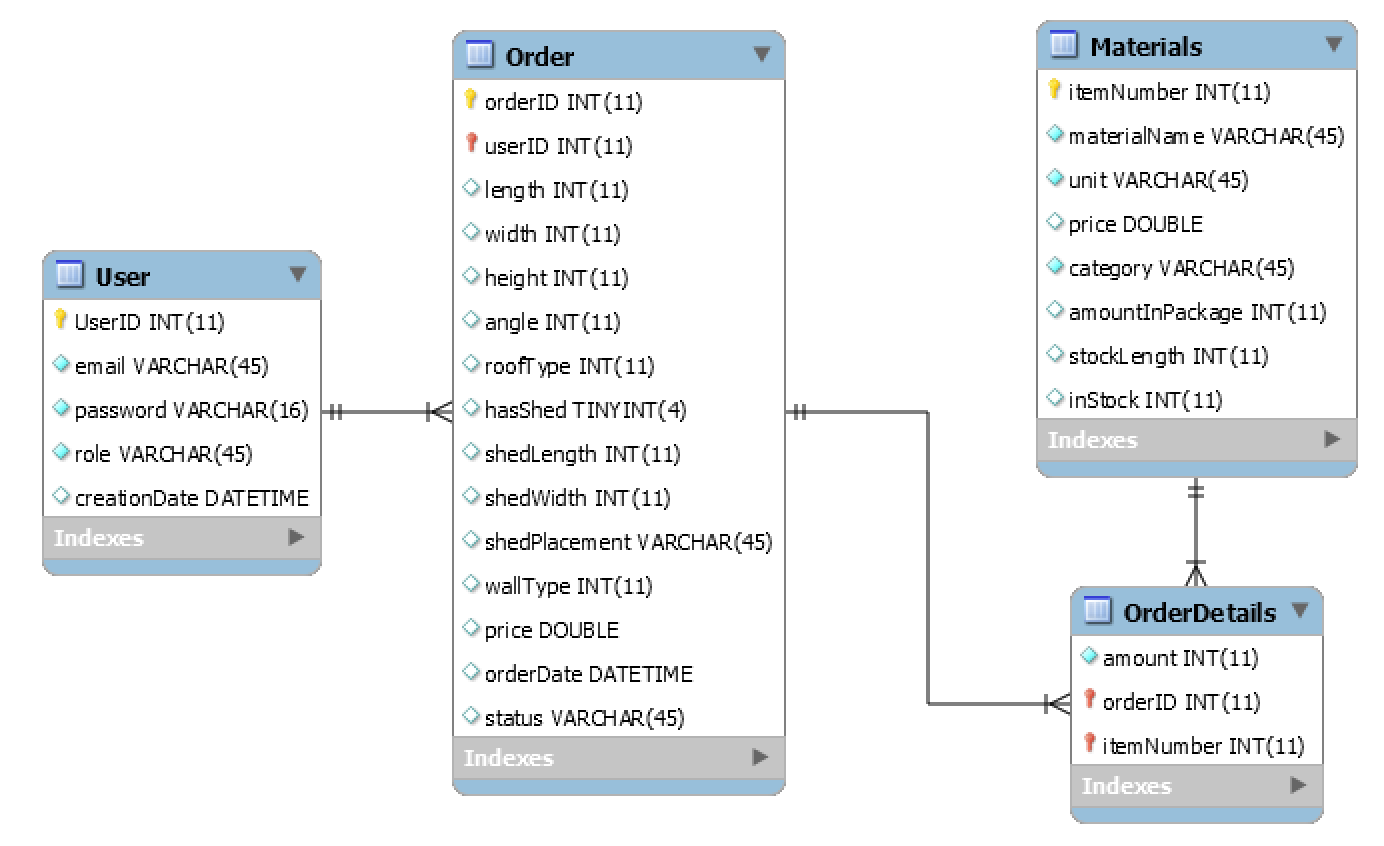 User
UserID INT(11)
email VARCHAR(45)
password VARCHAR(16)
role VARCHAR(45)
creationDate DATETIME
Indexes
Order
orderID INT(11)
userID INT(11)
length INT(11)
width INT(11)
height INT(11)
angle INT(11)
roofType INT(11)
hasShed TINYINT(4)
shedLength INT(11)
shedWidth INT(11)
shedPlacement VARCHAR(45)
wallType INT(11)
price DOUBLE
orderDate DATETIME
status VARCHAR(45)
Indexes
Materials
itemNumber INT(11)
materialName VARCHAR(45)
unit VARCHAR(45)
price DOUBLE
category VARCHAR(45)
amountInPackage INT(11)
stockLength INT(11)
inStock INT(11)
Indexes
OrderDetails
amount INT(11)
orderID INT(11)
itemNumber INT(11)
Indexes